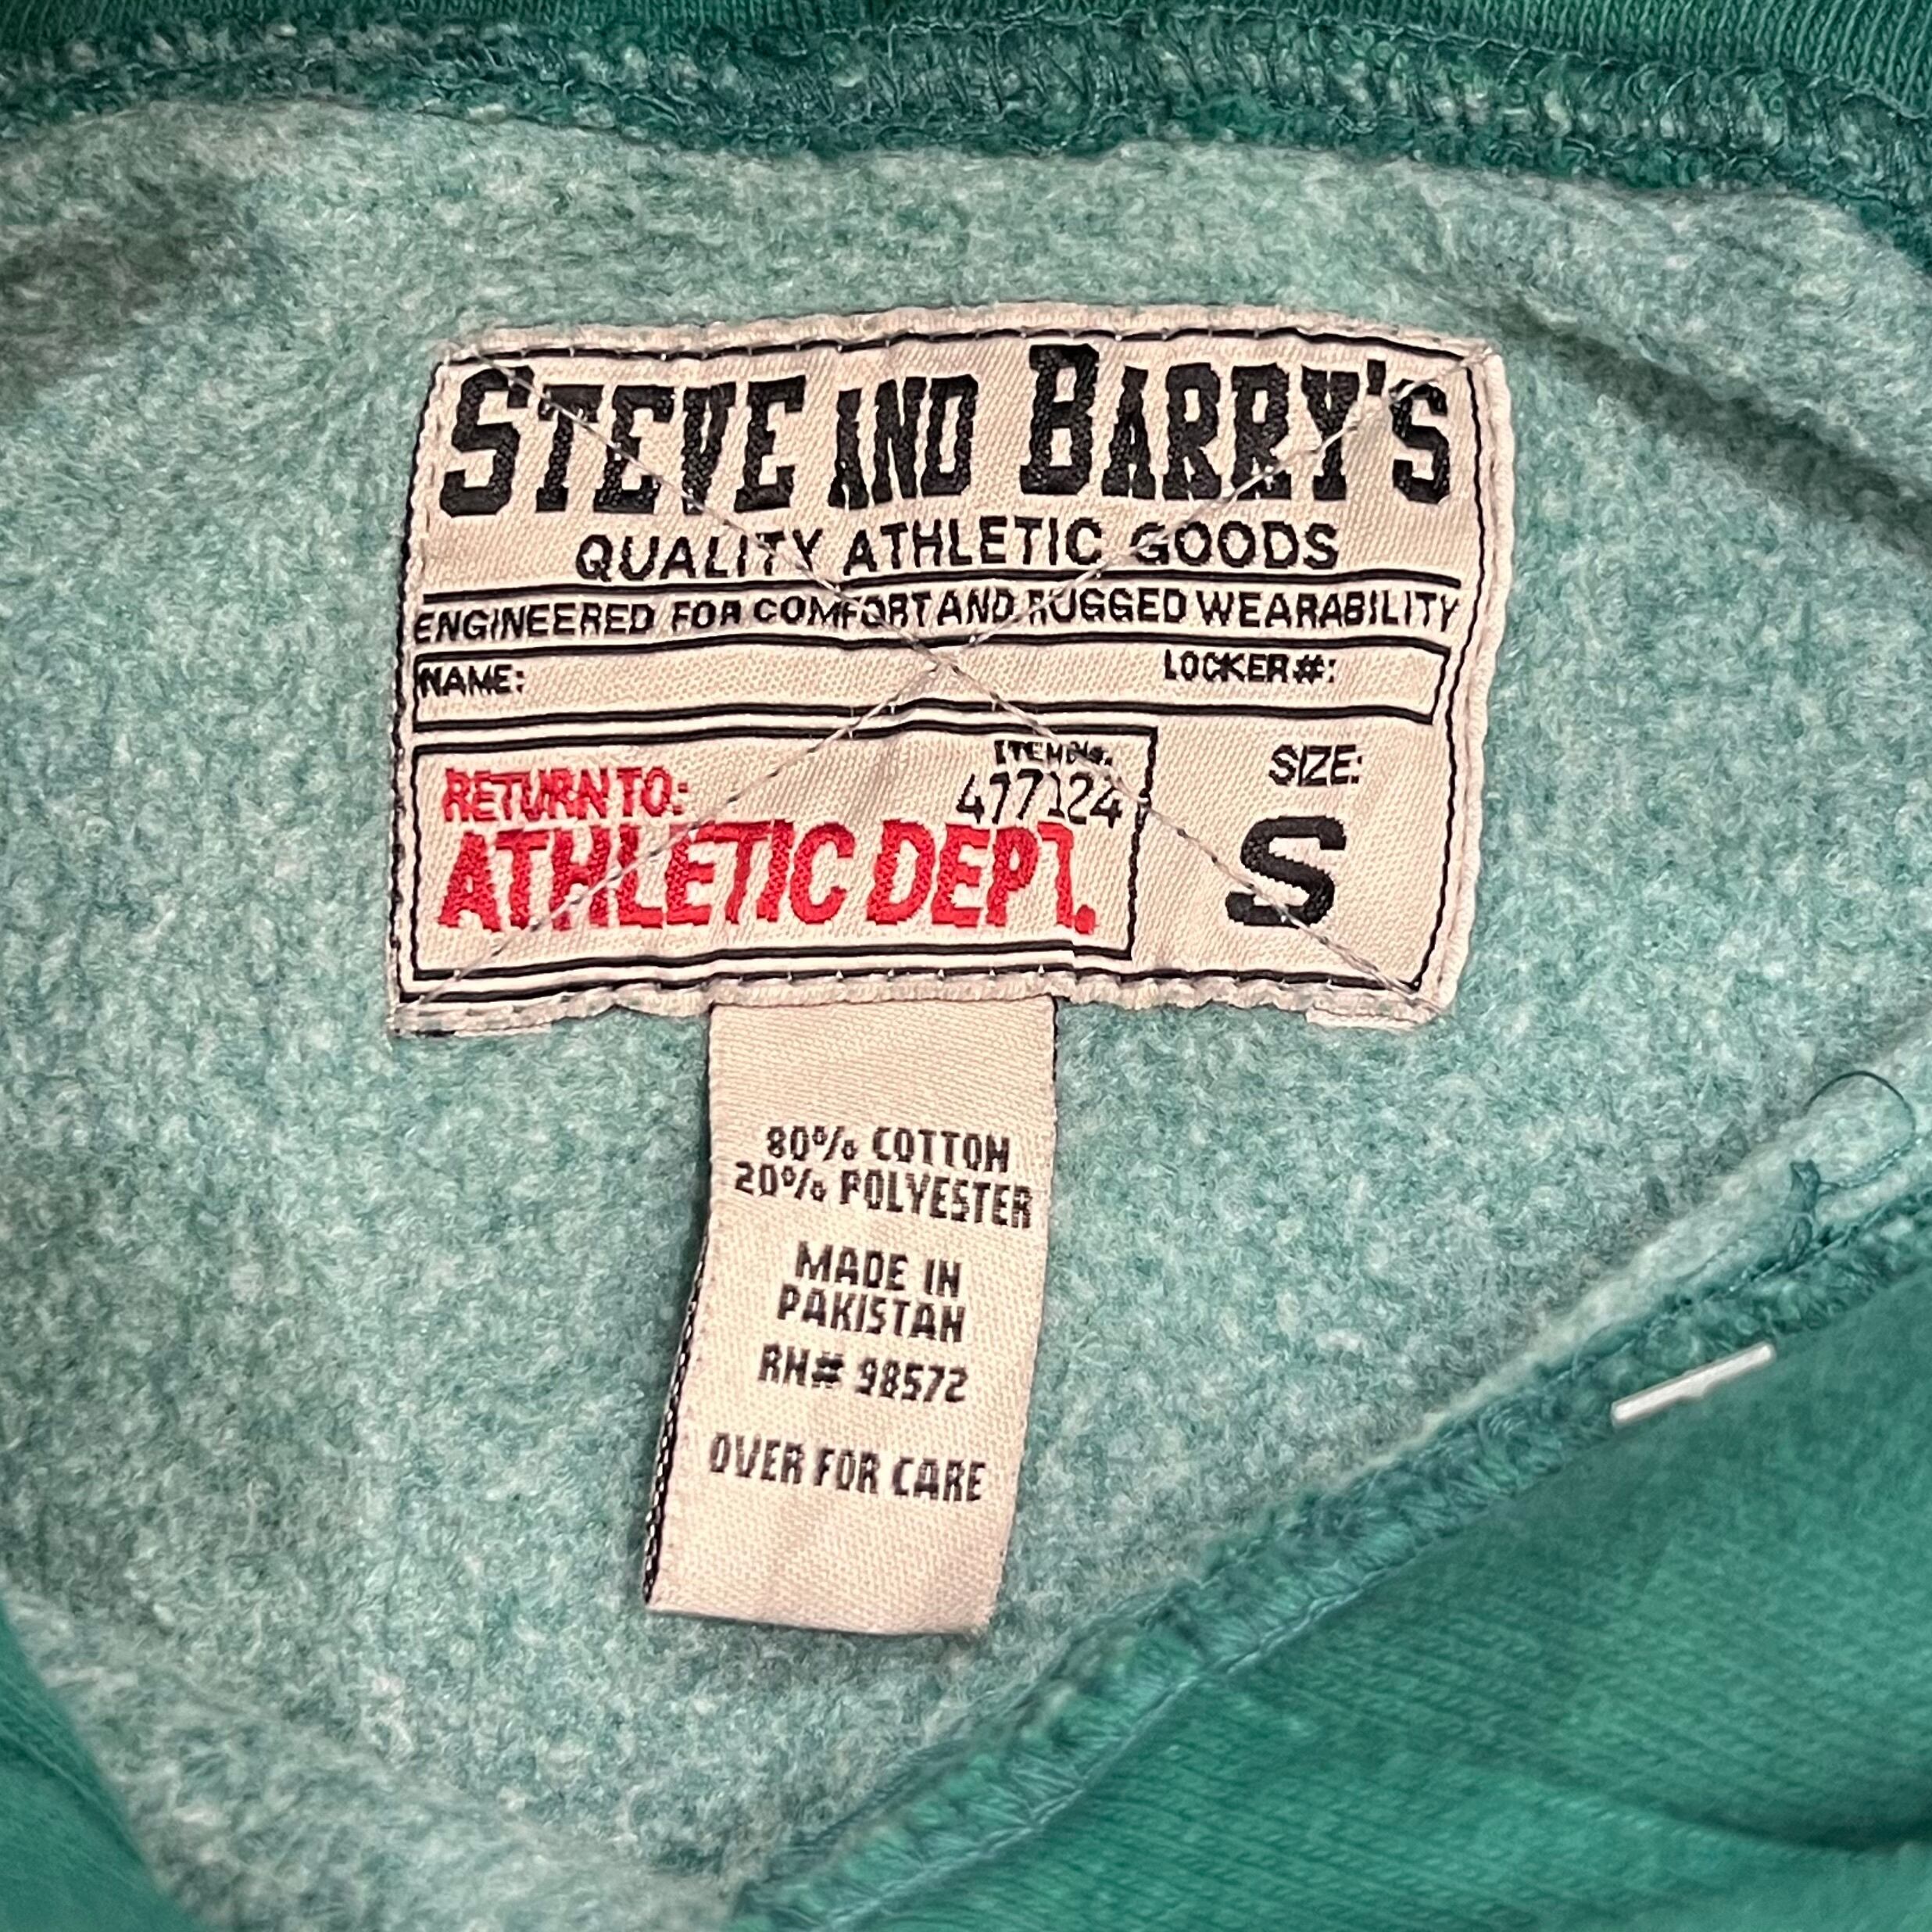 STEVE AND BARRY'S
QUALITY ATHLETIC GOODS
ENGINEERED FOR COMFORT AND RUGGED WEARABILITY
NAME: LOCKER#:
ITEM No.
RETURN TO: 477124
ATHLETIC DEPT.
SIZE:
S
80% COTTON
20% POLYESTER
MADE IN
PAKISTAN
RN# 98572
OVER FOR CARE